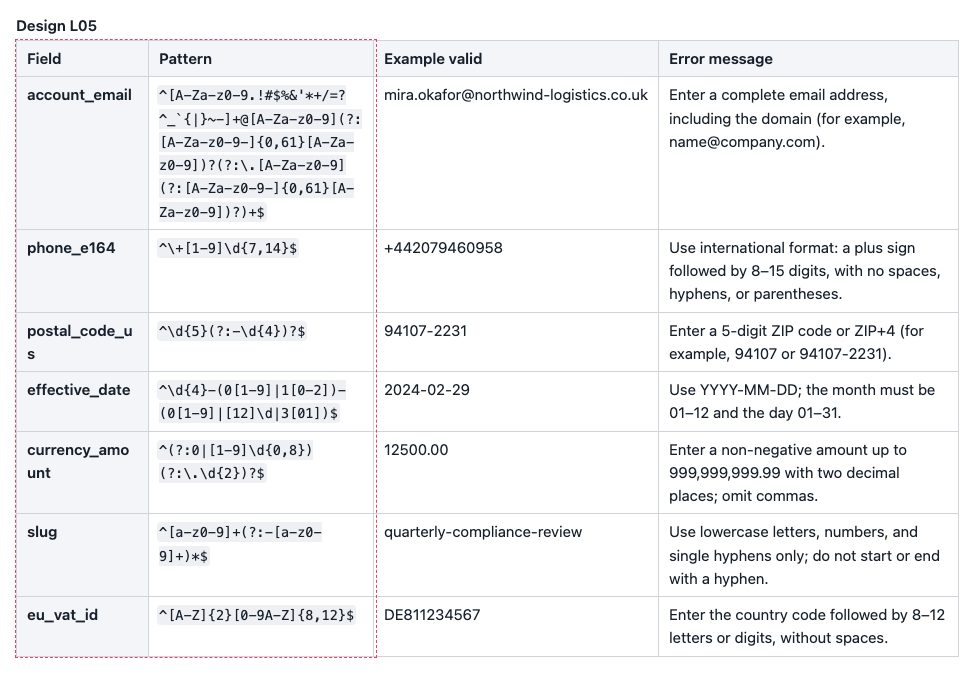 Design L05
Field Pattern Example valid Error message
account_email ^[A-Za-z0-9.!#$%&'*+/=? mira.okafor@northwind-logistics.co.uk Enter a complete email address,
^_`{|}~-]+@[A-Za-z0-9](?: including the domain (for example,
[A-Za-z0-9-]{0,61}[A-Za- name@company.com).
z0-9])?(?:\.[A-Za-z0-9]
(?:[A-Za-z0-9-]{0,61}[A-
Za-z0-9])?)+$
phone_e164 ^\+[1-9]\d{7,14}$ +442079460958 Use international format: a plus sign
followed by 8–15 digits, with no spaces,
hyphens, or parentheses.
postal_code_u ^\d{5}(?:-\d{4})?$ 94107-2231 Enter a 5-digit ZIP code or ZIP+4 (for
s example, 94107 or 94107-2231).
effective_date ^\d{4}-(0[1-9]|1[0-2])- 2024-02-29 Use YYYY-MM-DD; the month must be
(0[1-9]|[12]\d|3[01])$ 01–12 and the day 01–31.
currency_amo ^(?:0|[1-9]\d{0,8}) 12500.00 Enter a non-negative amount up to
unt (?:\.\d{2})?$ 999,999,999.99 with two decimal
places; omit commas.
slug ^[a-z0-9]+(?:-[a-z0- quarterly-compliance-review Use lowercase letters, numbers, and
9]+)*$ single hyphens only; do not start or end
with a hyphen.
eu_vat_id ^[A-Z]{2}[0-9A-Z]{8,12}$ DE811234567 Enter the country code followed by 8–12
letters or digits, without spaces.